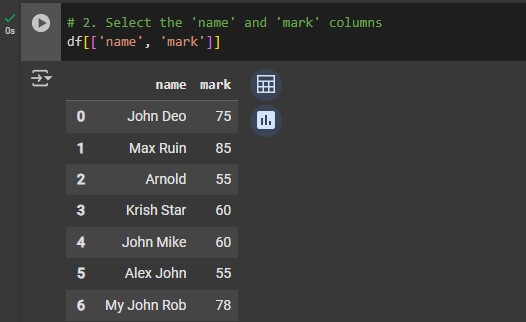 # 2. Select the 'name' and 'mark' columns
0s
df[['name', 'mark']]
name mark
0 John Deo 75
1 Max Ruin 85
2 Arnold 55
3 Krish Star 60
4 John Mike 60
5 Alex John 55
6 My John Rob 78